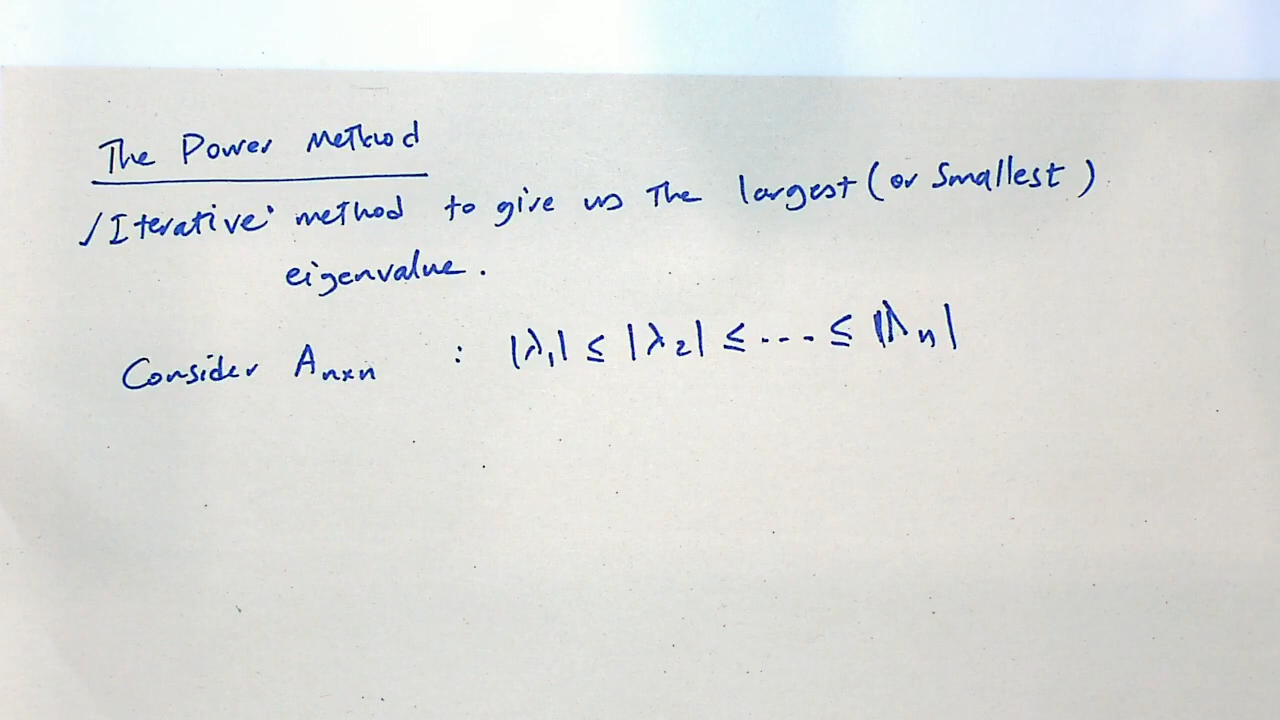 The Power Method
✓Iterative method to give us the largest (or smallest)
eigenvalue.
Consider Aₙₓₙ : |λ₁| ≤ |λ₂| ≤ ---- ≤ |λₙ|